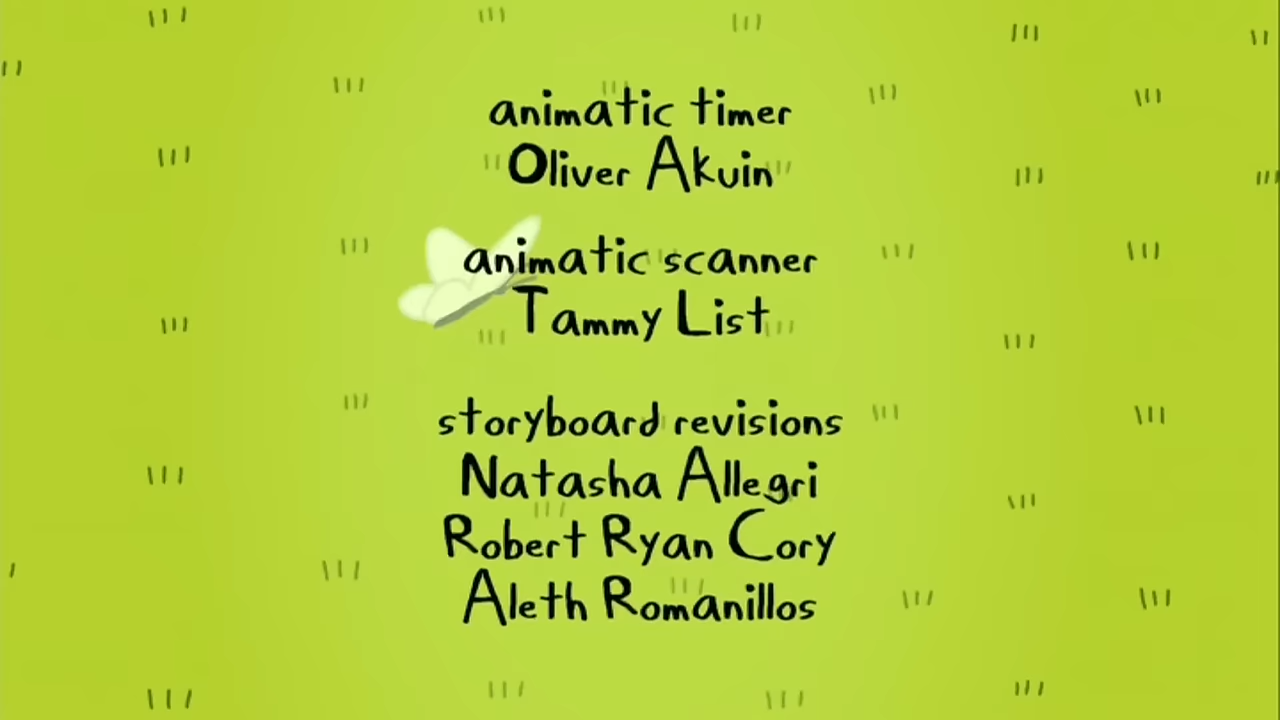 animatic timer
Oliver Akuin
animatic scanner
Tammy List
storyboard revisions
Natasha Allegri
Robert Ryan Cory
Aleth Romanillos